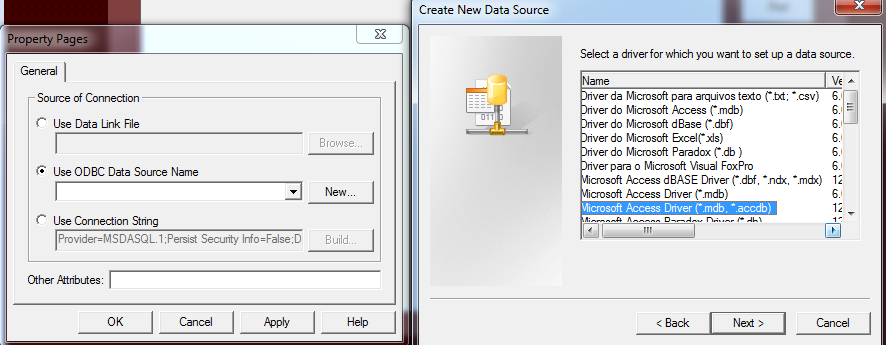 Property Pages
General
Source of Connection
Use Data Link File
Browse...
Use ODBC Data Source Name
New...
Use Connection String
Provider=MSDASQL.1;Persist Security Info=False;D
Build...
Other Attributes:
OK
Cancel
Apply
Help
Create New Data Source
Select a driver for which you want to set up a data source.
Name
Ve
Driver da Microsoft para arquivos texto (*.txt; *.csv) 6.
Driver do Microsoft Access (*.mdb) 6.
Driver do Microsoft dBase (*.dbf) 6.
Driver do Microsoft Excel(*.xls) 6.
Driver do Microsoft Paradox (*.db ) 6.
Driver para o Microsoft Visual FoxPro 6.
Microsoft Access dBASE Driver (*.dbf, *.ndx, *.mdx) 12
Microsoft Access Driver (*.mdb) 6.
Microsoft Access Driver (*.mdb, *.accdb) 12
Microsoft Access Paradox Driver (*.db) 12
< Back
Next >
Cancel